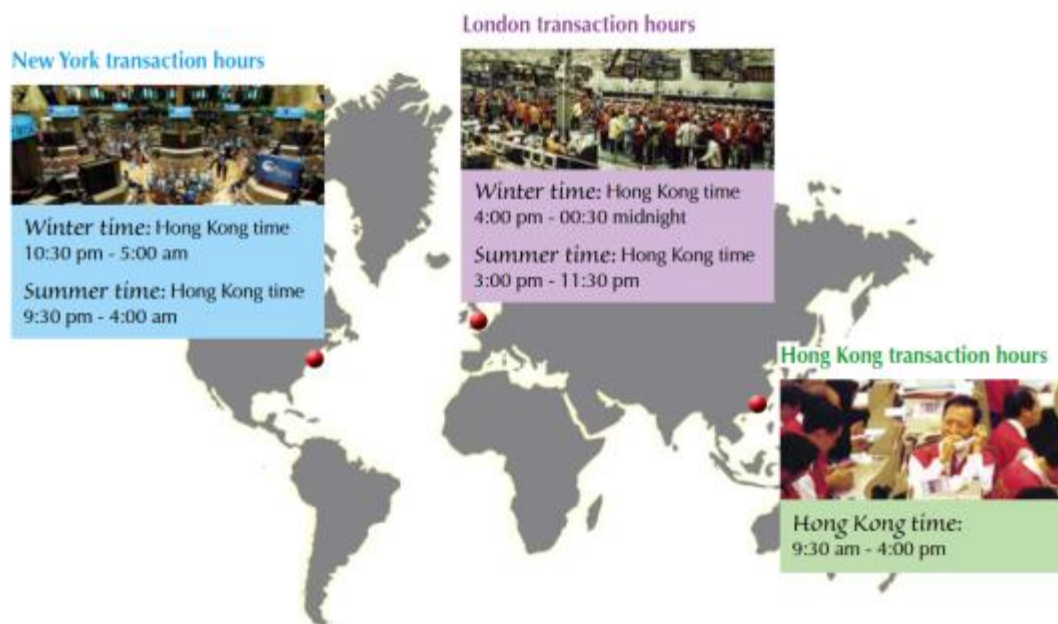 London transaction hours
New York transaction hours
Winter time: Hong Kong time
4:00 pm - 00:30 midnight
Summer time: Hong Kong time
3:00 pm - 11:30 pm
Winter time: Hong Kong time
10:30 pm - 5:00 am
Summer time: Hong Kong time
9:30 pm - 4:00 am
Hong Kong transaction hours
Hong Kong time:
9:30 am - 4:00 pm